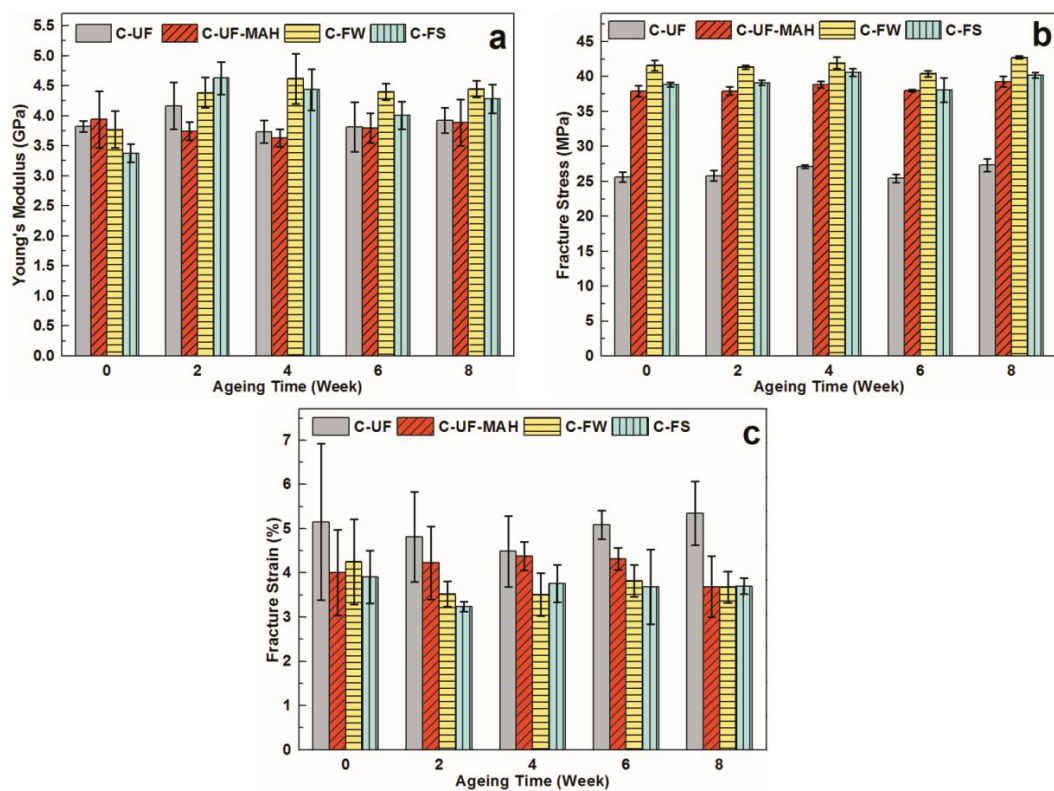 C-UF C-UF-MAH C-FW C-FS
a
5.5
5.0
4.5
4.0
3.5
3.0
2.5
2.0
1.5
1.0
0.5
0.0
Young's Modulus (GPa)
0 2 4 6 8
Ageing Time (Week)
C-UF C-UF-MAH C-FW C-FS
b
45
40
35
30
25
20
15
10
5
0
Fracture Stress (MPa)
0 2 4 6 8
Ageing Time (Week)
C-UF C-UF-MAH C-FW C-FS
c
7
6
5
4
3
2
1
0
Fracture Strain (%)
0 2 4 6 8
Ageing Time (Week)